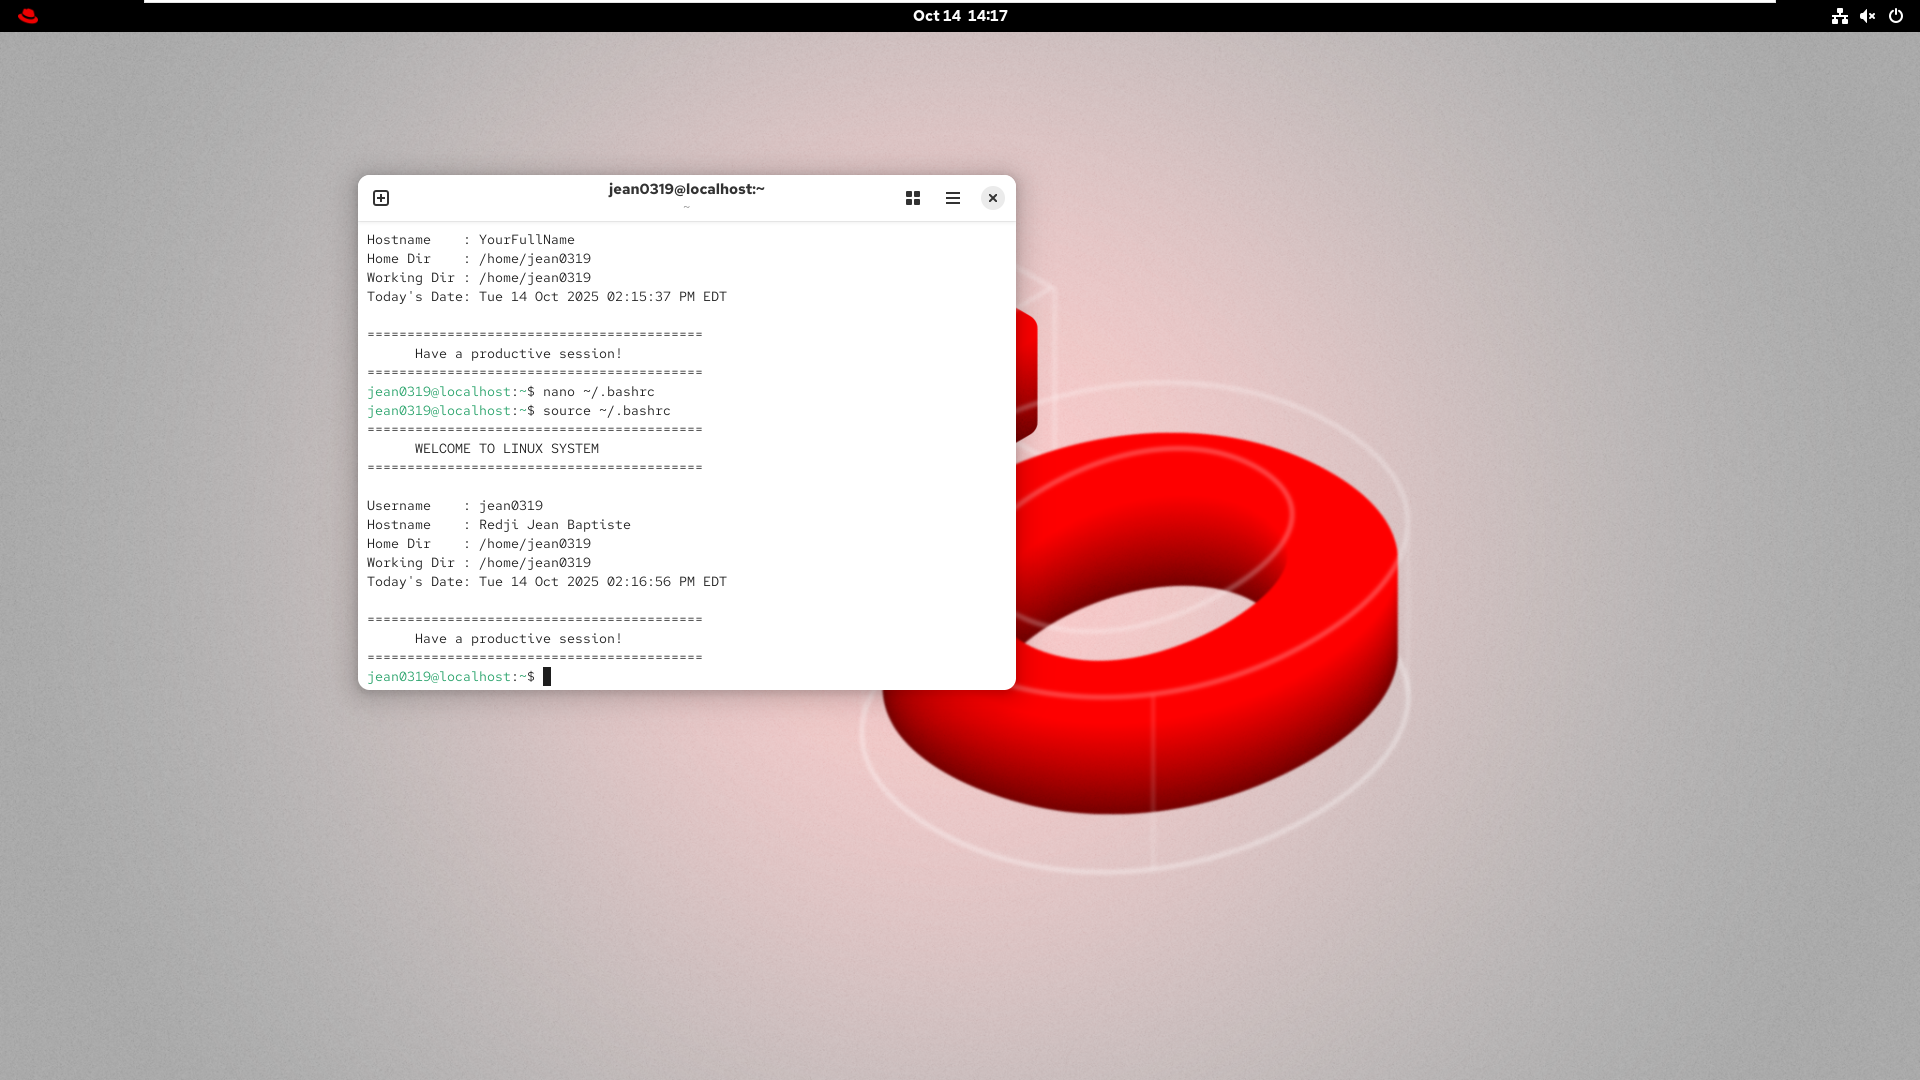 Oct 14 14:17
jean0319@localhost:~
~
Hostname    : YourFullName
Home Dir    : /home/jean0319
Working Dir : /home/jean0319
Today's Date: Tue 14 Oct 2025 02:15:37 PM EDT
==========================================
      Have a productive session!
==========================================
jean0319@localhost:~$ nano ~/.bashrc
jean0319@localhost:~$ source ~/.bashrc
==========================================
      WELCOME TO LINUX SYSTEM
==========================================
Username    : jean0319
Hostname    : Redji Jean Baptiste
Home Dir    : /home/jean0319
Working Dir : /home/jean0319
Today's Date: Tue 14 Oct 2025 02:16:56 PM EDT
==========================================
      Have a productive session!
==========================================
jean0319@localhost:~$